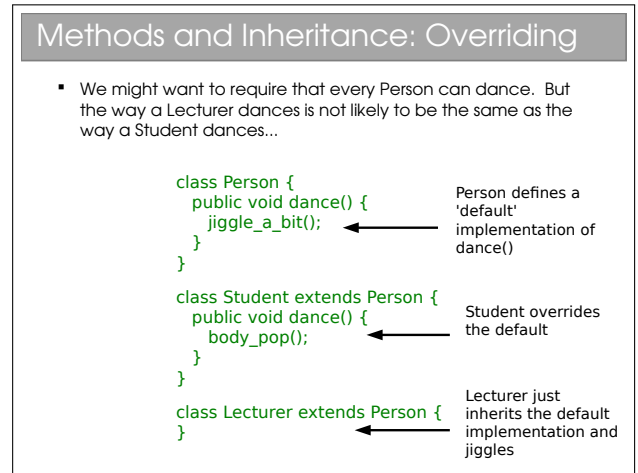 Methods and Inheritance: Overriding
▪ We might want to require that every Person can dance. But
the way a Lecturer dances is not likely to be the same as the
way a Student dances...
class Person {
public void dance() {
jiggle_a_bit();
}
}
Person defines a
'default'
implementation of
dance()
class Student extends Person {
public void dance() {
body_pop();
}
}
Student overrides
the default
class Lecturer extends Person {
}
Lecturer just
inherits the default
implementation and
jiggles